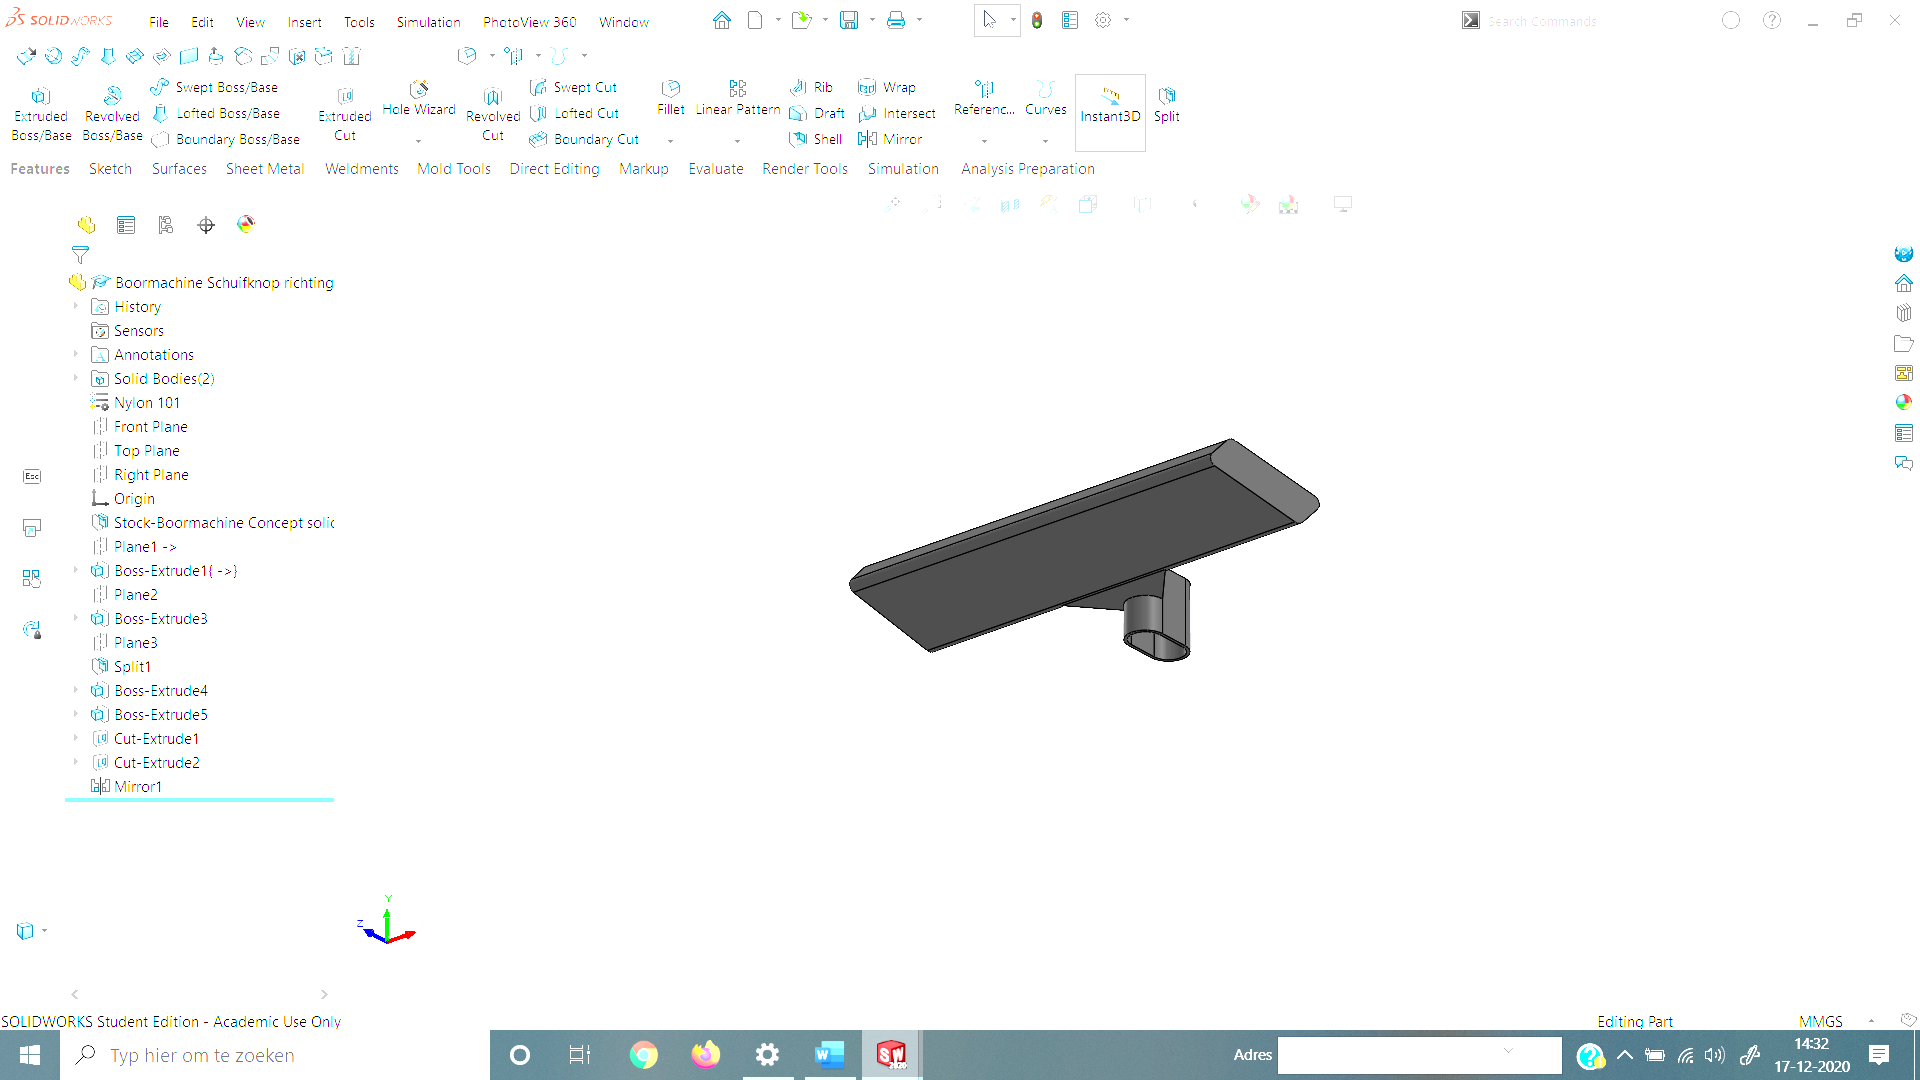 SOLIDWORKS File Edit View Insert Tools Simulation PhotoView 360 Window Search Commands
Extruded Boss/Base
Revolved Boss/Base
Swept Boss/Base
Lofted Boss/Base
Boundary Boss/Base
Extruded Cut
Hole Wizard
Revolved Cut
Swept Cut
Lofted Cut
Boundary Cut
Fillet
Linear Pattern
Rib
Draft
Shell
Wrap
Intersect
Mirror
Referenc...
Curves
Instant3D
Split
Features Sketch Surfaces Sheet Metal Weldments Mold Tools Direct Editing Markup Evaluate Render Tools Simulation Analysis Preparation
Boormachine Schuifknop richting
History
Sensors
Annotations
Solid Bodies(2)
Nylon 101
Front Plane
Top Plane
Right Plane
Esc
Origin
Stock-Boormachine Concept solid
Plane1 ->
Boss-Extrude1{ ->}
Plane2
Boss-Extrude3
Plane3
Split1
Boss-Extrude4
Boss-Extrude5
Cut-Extrude1
Cut-Extrude2
Mirror1
Y
Z
SOLIDWORKS Student Edition - Academic Use Only Editing Part MMGS
Typ hier om te zoeken
Adres
14:32
17-12-2020